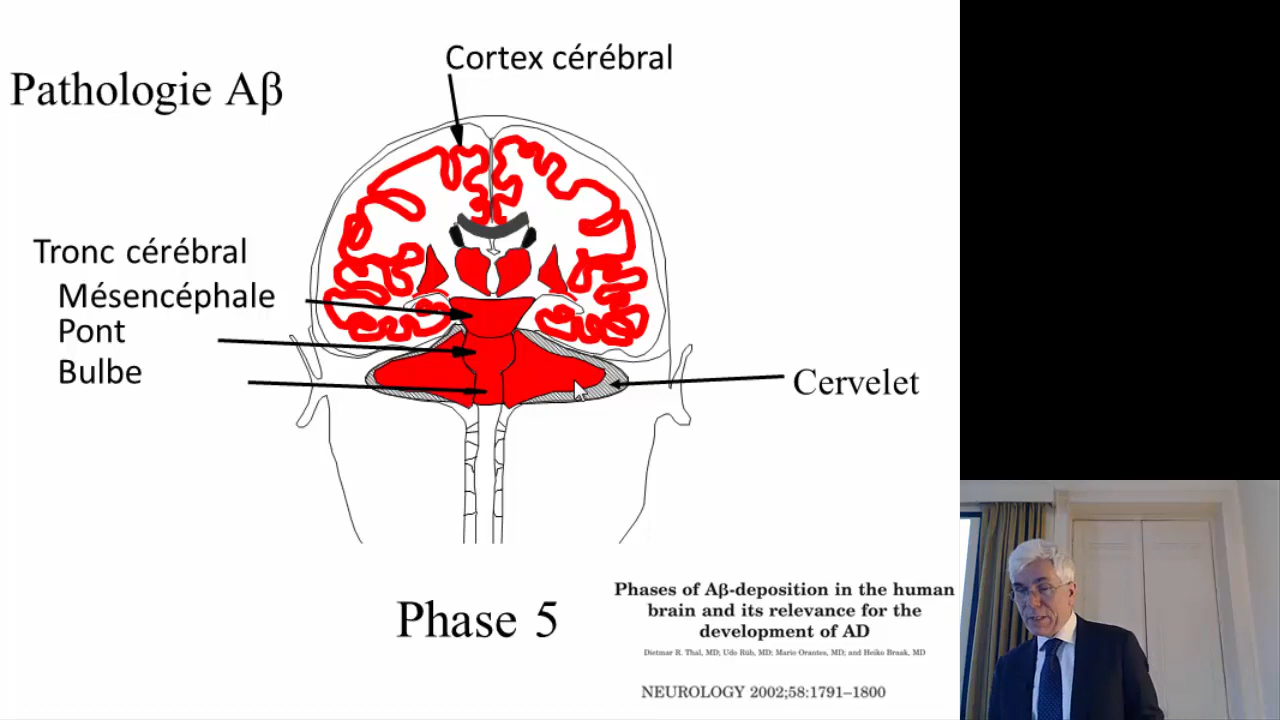 Cortex cérébral
Pathologie Aβ
Tronc cérébral
Mésencéphale
Pont
Bulbe
Cervelet
Phase 5
Phases of Aβ-deposition in the human
brain and its relevance for the
development of AD
Dietmar R. Thal, MD; Udo Rüb, MD; Mario Orantes, MD; and Heiko Braak, MD
NEUROLOGY 2002;58:1791–1800